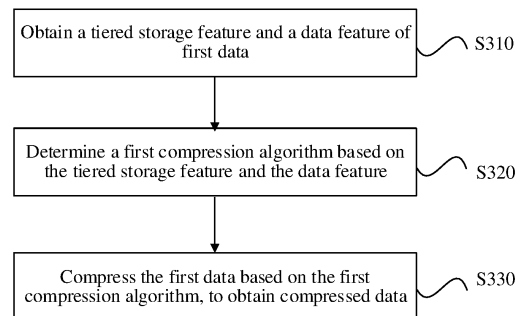 Obtain a tiered storage feature and a data feature of
first data
S310
Determine a first compression algorithm based on
the tiered storage feature and the data feature
S320
Compress the first data based on the first
compression algorithm, to obtain compressed data
S330